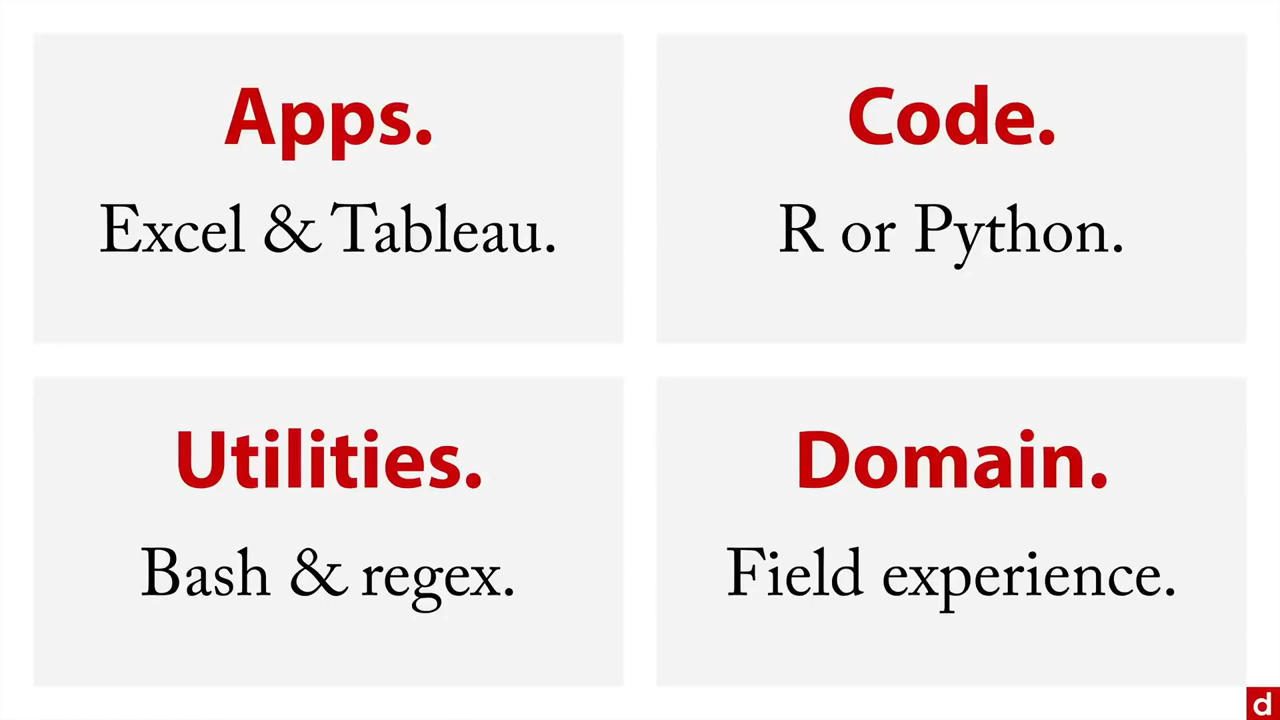 Apps.
Excel & Tableau.
Code.
R or Python.
Utilities.
Bash & regex.
Domain.
Field experience.
d